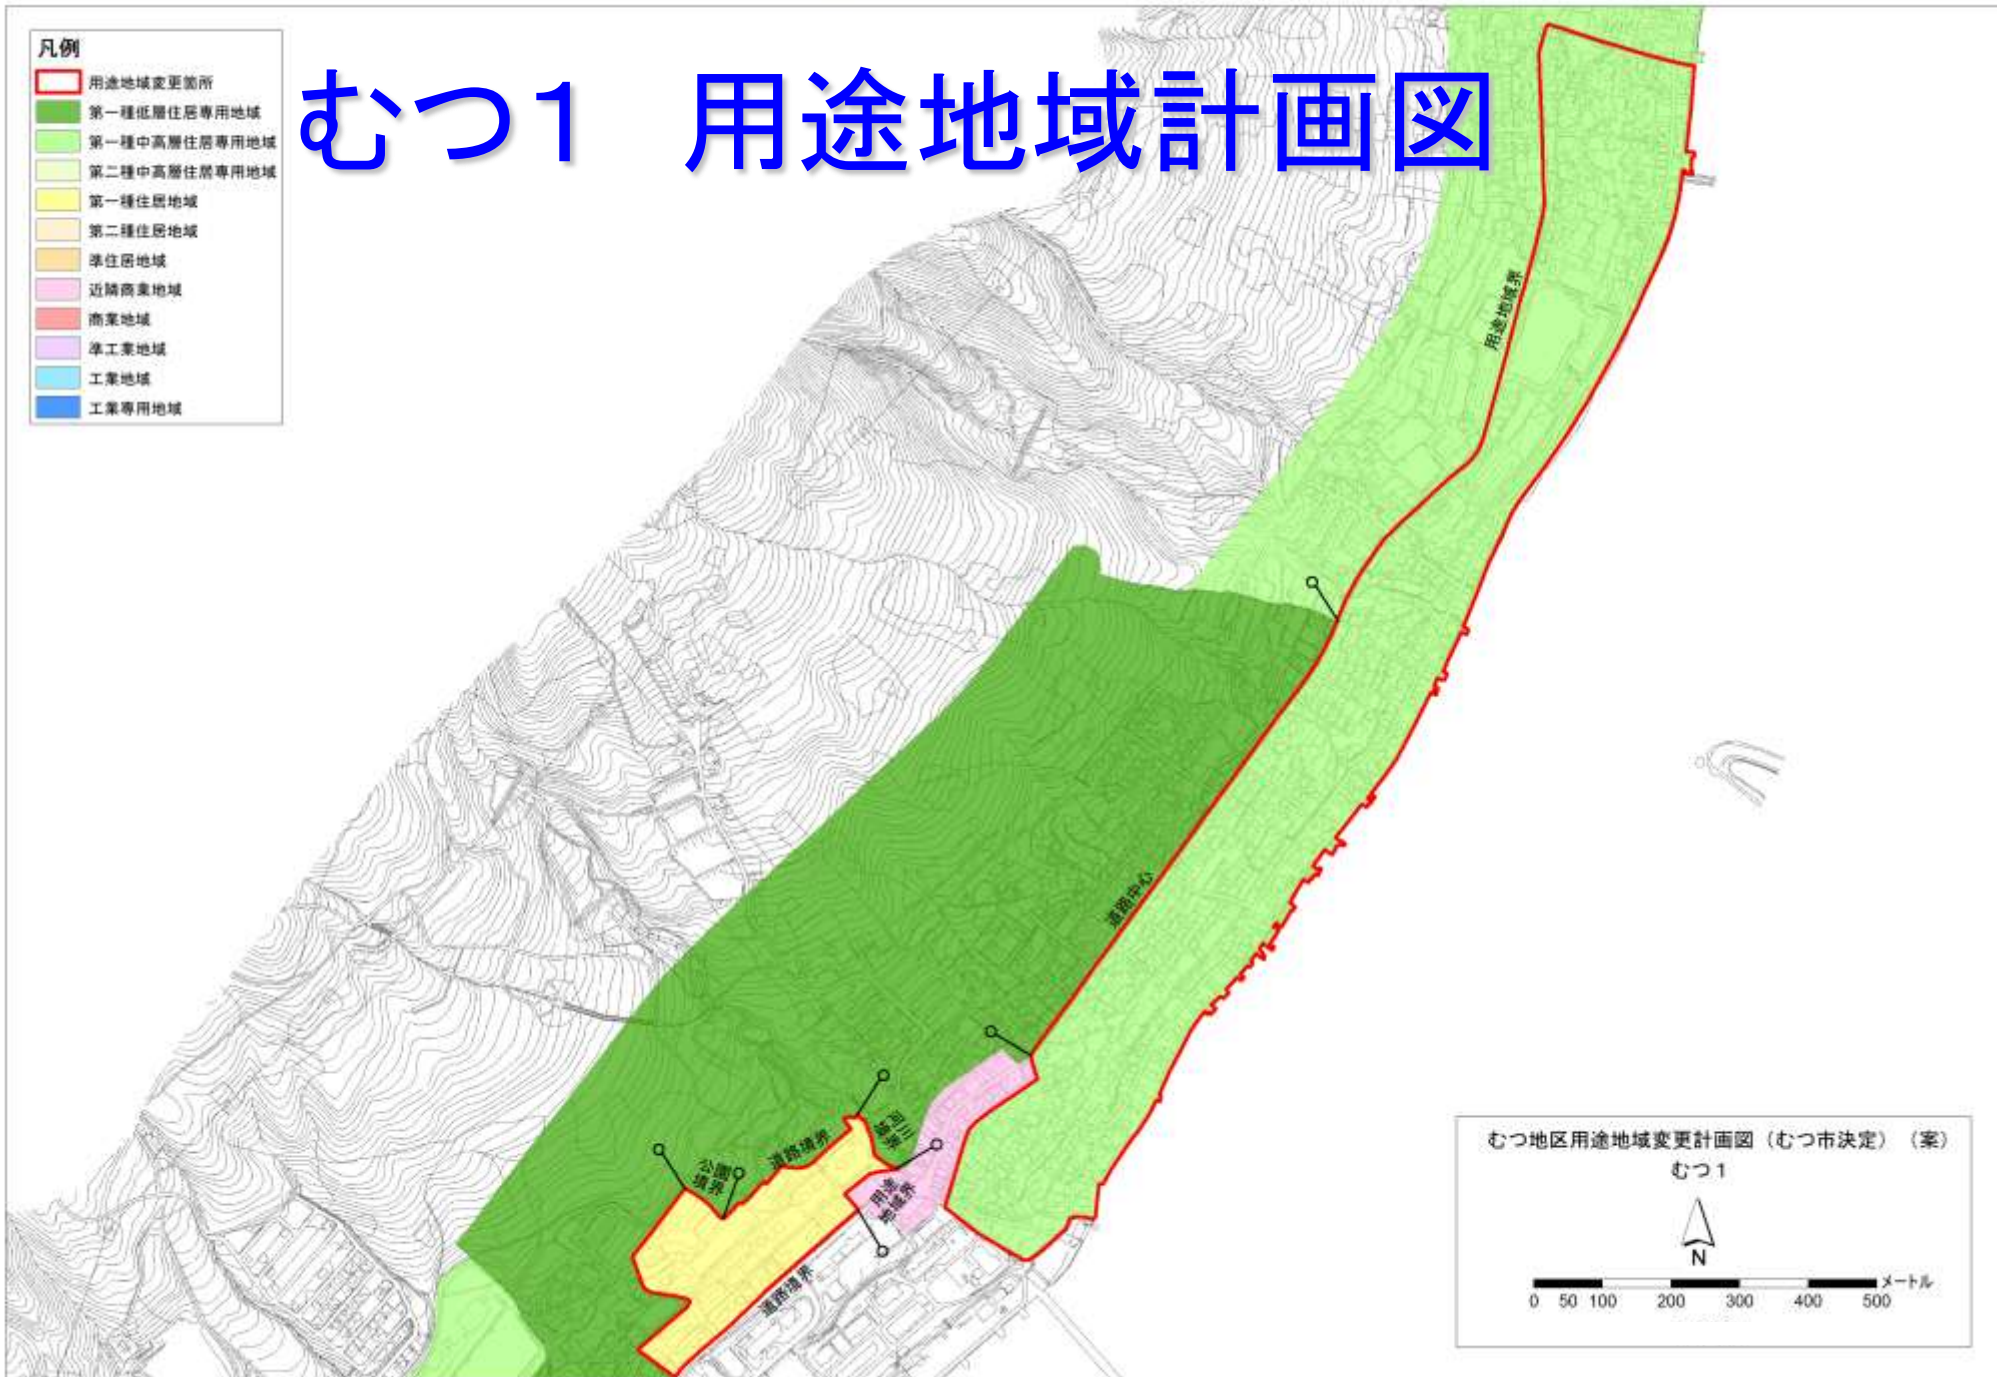 凡例
用途地域変更箇所
第一種低層住居専用地域
第一種中高層住居専用地域
第二種中高層住居専用地域
第一種住居地域
第二種住居地域
準住居地域
近隣商業地域
商業地域
準工業地域
工業地域
工業専用地域
むつ1 用途地域計画図
用途地域界
道路中心
河川
境界
道路境界
公園
境界
用途
地域界
道路境界
むつ地区用途地域変更計画図（むつ市決定）（案）
むつ1
N
メートル
0 50 100 200 300 400 500